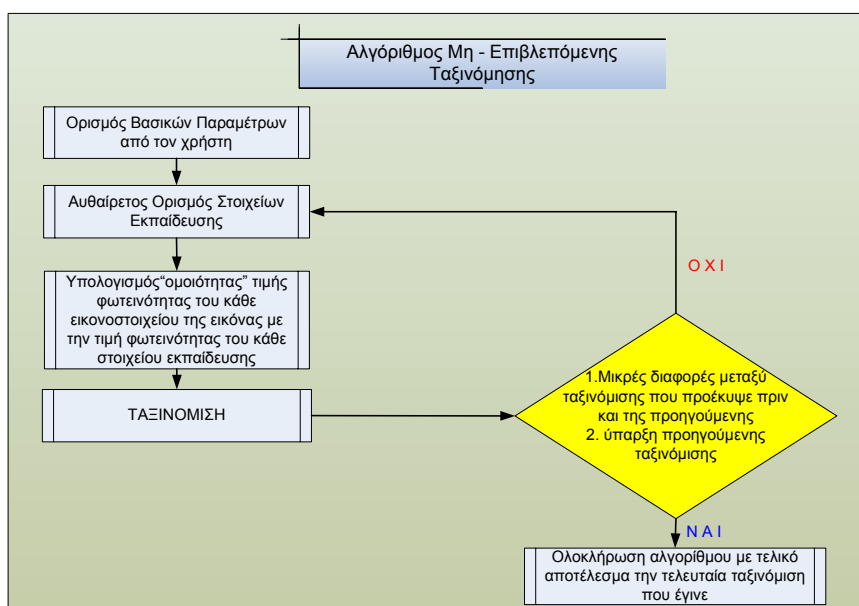 Αλγόριθμος Μη - Επιβλεπόμενης
Ταξινόμησης
Ορισμός Βασικών Παραμέτρων
από τον χρήστη
Αυθαίρετος Ορισμός Στοιχείων
Εκπαίδευσης
Υπολογισμός“ομοιότητας” τιμής
φωτεινότητας του κάθε
εικονοστοιχείου της εικόνας με
την τιμή φωτεινότητας του κάθε
στοιχείου εκπαίδευσης
ΤΑΞΙΝΟΜΙΣΗ
Ο Χ Ι
1.Μικρές διαφορές μεταξύ
ταξινόμισης που προέκυψε πριν
και της προηγούμενης
2. ύπαρξη προηγούμενης
ταξινόμισης
Ν Α Ι
Ολοκλήρωση αλγορίθμου με τελικό
αποτέλεσμα την τελευταία ταξινόμιση
που έγινε